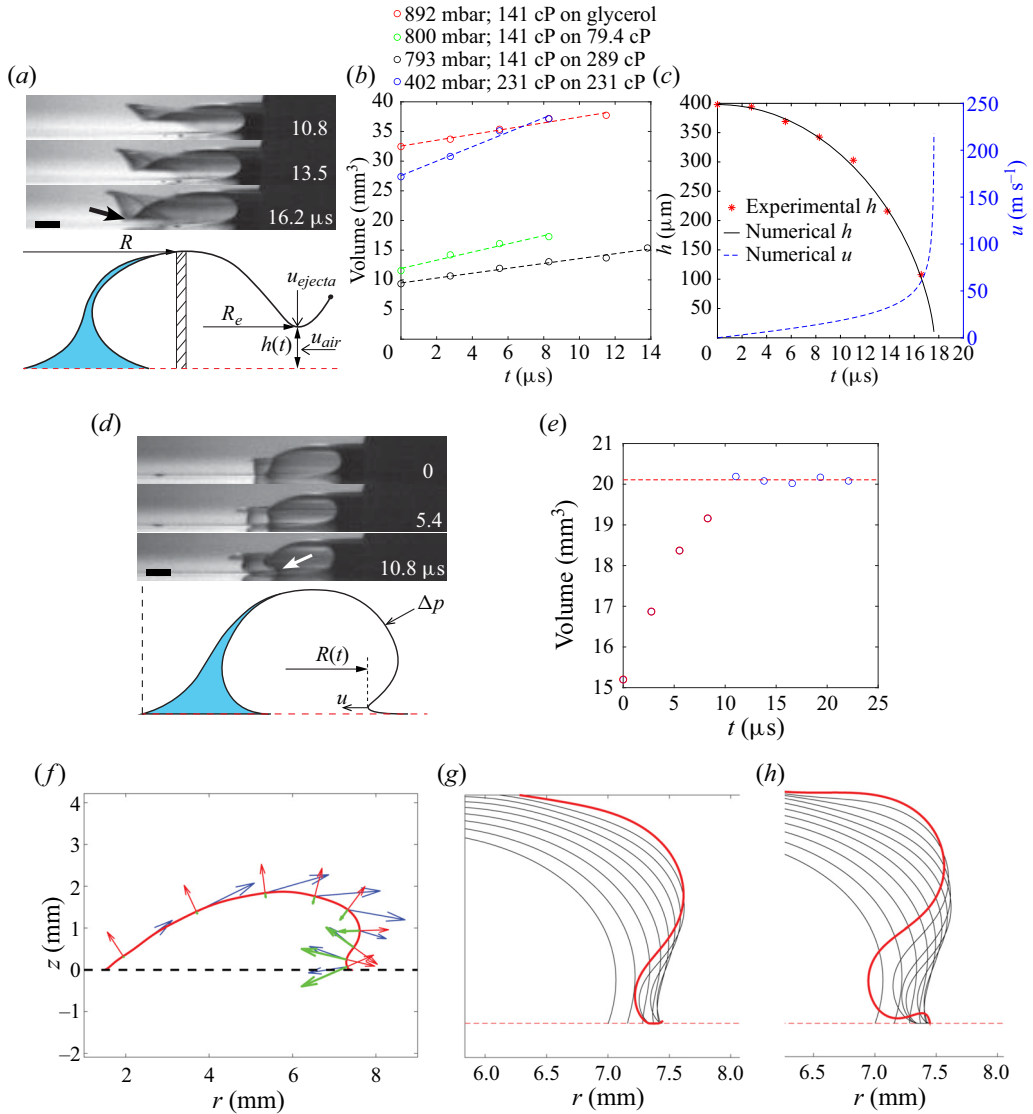 892 mbar; 141 cP on glycerol
800 mbar; 141 cP on 79.4 cP
793 mbar; 141 cP on 289 cP
402 mbar; 231 cP on 231 cP
(a)
10.8
13.5
16.2 μs
R
u_ejecta
R_e
h(t)
u_air
(b)
Volume (mm³)
40
35
30
25
20
15
10
5
0
0 2 4 6 8 10 12 14
t (μs)
(c)
h (μm)
400
350
300
250
200
150
100
50
0
250
200
150
100
50
0
u (m s⁻¹)
Experimental h
Numerical h
Numerical u
0 2 4 6 8 10 12 14 16 18 20
t (μs)
(d)
0
5.4
10.8 μs
Δp
R(t)
u
(e)
Volume (mm³)
21
20
19
18
17
16
15
0 5 10 15 20 25
t (μs)
(f)
z (mm)
4
3
2
1
0
−1
−2
2 4 6 8
r (mm)
(g)
6.0 6.5 7.0 7.5 8.0
r (mm)
(h)
6.5 7.0 7.5 8.0
r (mm)